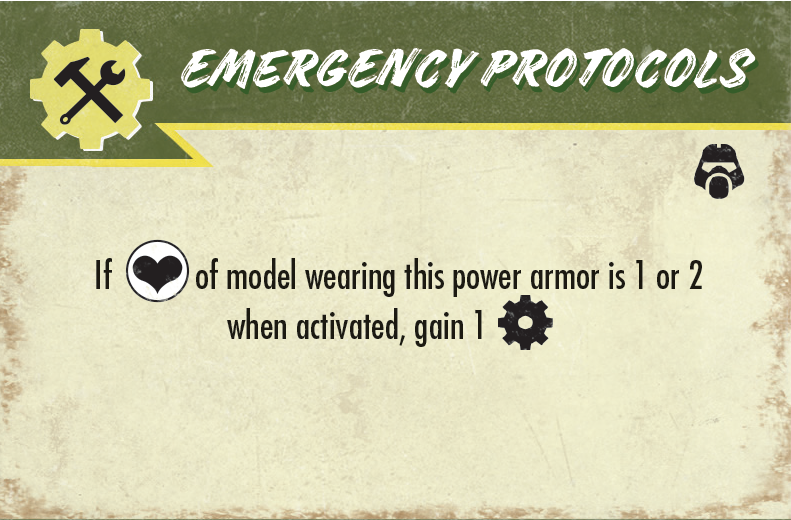 EMERGENCY PROTOCOLS
If of model wearing this power armor is 1 or 2
when activated, gain 1